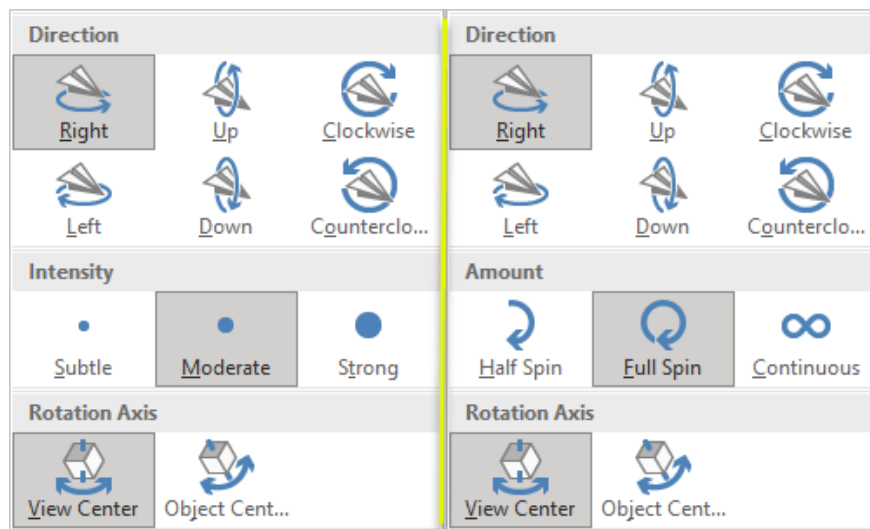 Direction
Right Up Clockwise
Left Down Counterclo...
Intensity
Subtle Moderate Strong
Rotation Axis
View Center Object Cent...
Direction
Right Up Clockwise
Left Down Counterclo...
Amount
Half Spin Full Spin Continuous
Rotation Axis
View Center Object Cent...